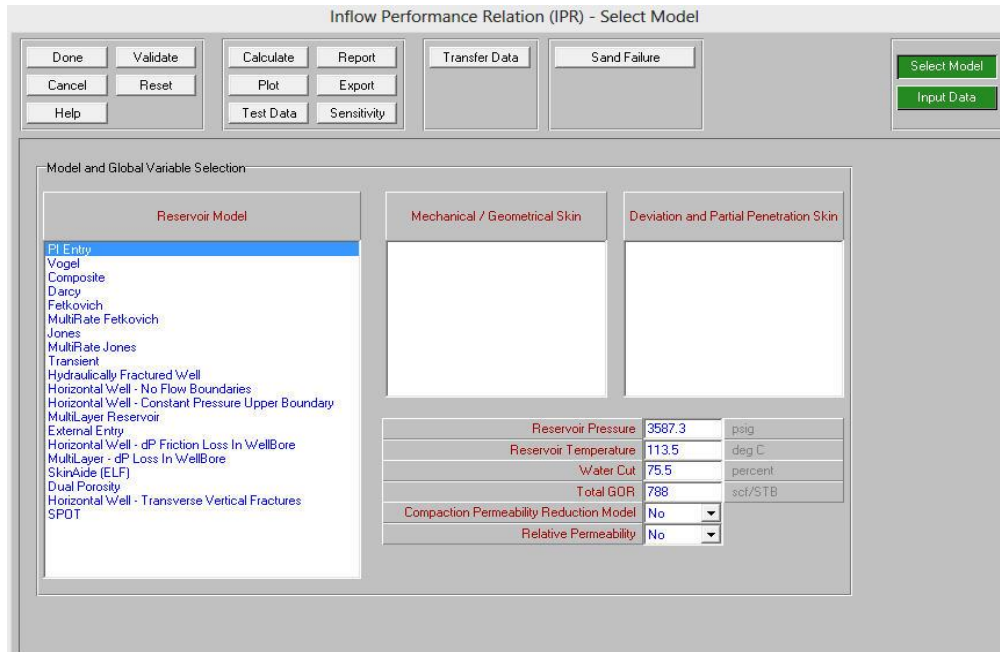 Inflow Performance Relation (IPR) - Select Model
Done Validate Calculate Report Transfer Data Sand Failure Select Model
Cancel Reset Plot Export Input Data
Help Test Data Sensitivity
Model and Global Variable Selection
Reservoir Model Mechanical / Geometrical Skin Deviation and Partial Penetration Skin
PI Entry
Vogel
Composite
Darcy
Fetkovich
MultiRate Fetkovich
Jones
MultiRate Jones
Transient
Hydraulically Fractured Well
Horizontal Well - No Flow Boundaries
Horizontal Well - Constant Pressure Upper Boundary
MultiLayer Reservoir
External Entry
Horizontal Well - dP Friction Loss In WellBore
MultiLayer - dP Loss In WellBore
SkinAide (ELF)
Dual Porosity
Horizontal Well - Transverse Vertical Fractures
SPOT
Reservoir Pressure 3587.3 psig
Reservoir Temperature 113.5 deg C
Water Cut 75.5 percent
Total GOR 788 scf/STB
Compaction Permeability Reduction Model No
Relative Permeability No